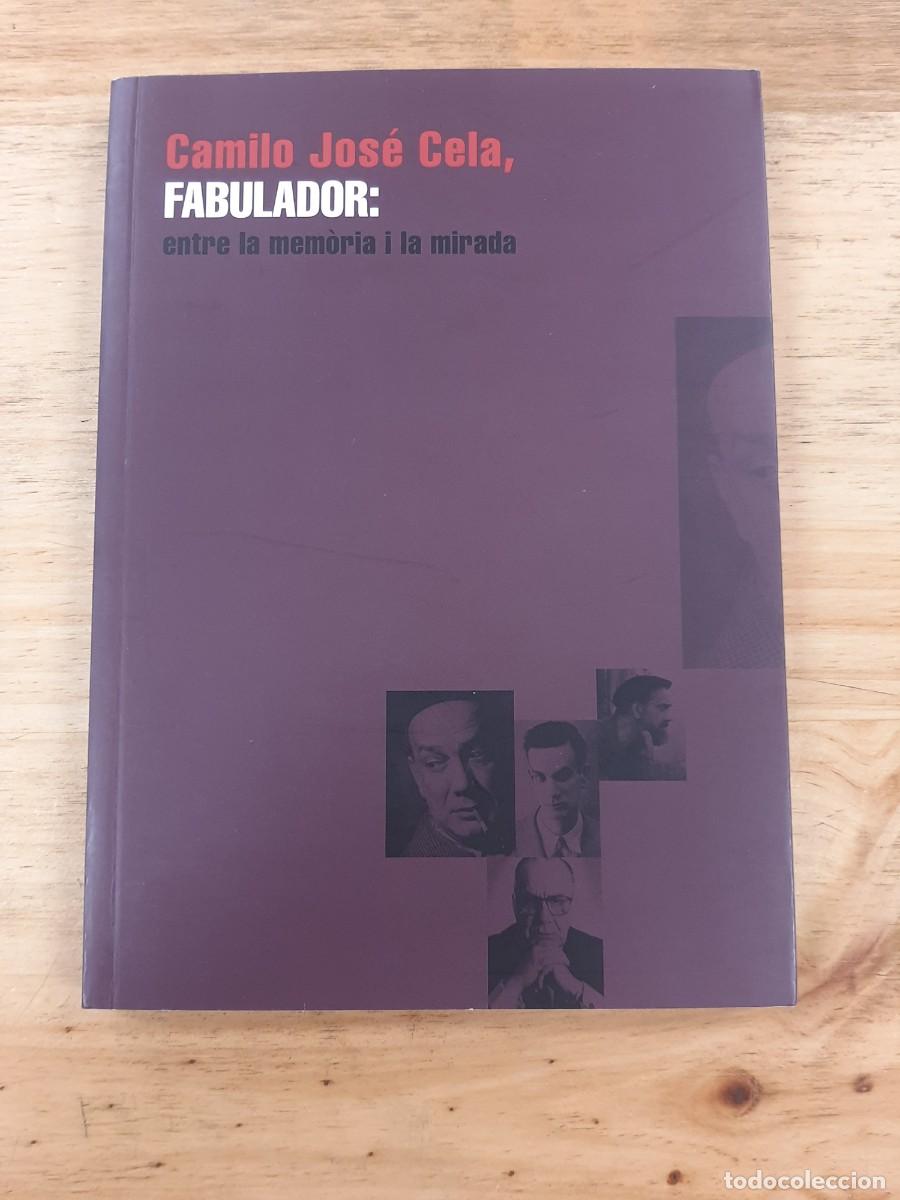 Camilo José Cela,
FABULADOR:
entre la memòria i la mirada
todocoleccion